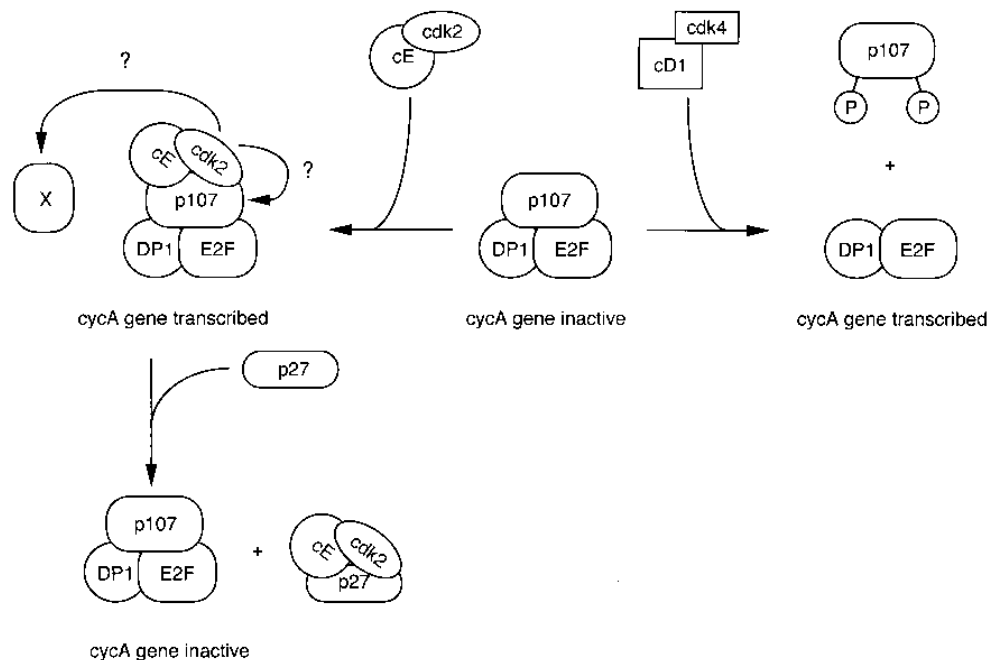 ?
cE
cdk2
cdk4
cD1
p107
P
P
+
X
cE
cdk2
?
p107
DP1
E2F
p107
DP1
E2F
DP1
E2F
cycA gene transcribed
cycA gene inactive
cycA gene transcribed
p27
p107
DP1
E2F
+
cE
cdk2
p27
cycA gene inactive